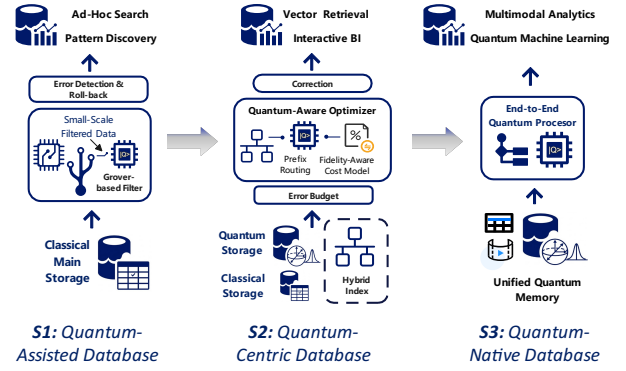 Ad-Hoc Search
Pattern Discovery
Error Detection &
Roll-back
Small-Scale
Filtered Data
|Q>
Grover-
based Filter
Classical
Main
Storage
S1: Quantum-
Assisted Database
Vector Retrieval
Interactive BI
Correction
Quantum-Aware Optimizer
|Q>
%
Prefix
Routing
Fidelity-Aware
Cost Model
Error Budget
Quantum
Storage
Classical
Storage
Hybrid
Index
S2: Quantum-
Centric Database
Multimodal Analytics
Quantum Machine Learning
End-to-End
Quantum Procesor
|Q>
Unified Quantum
Memory
S3: Quantum-
Native Database